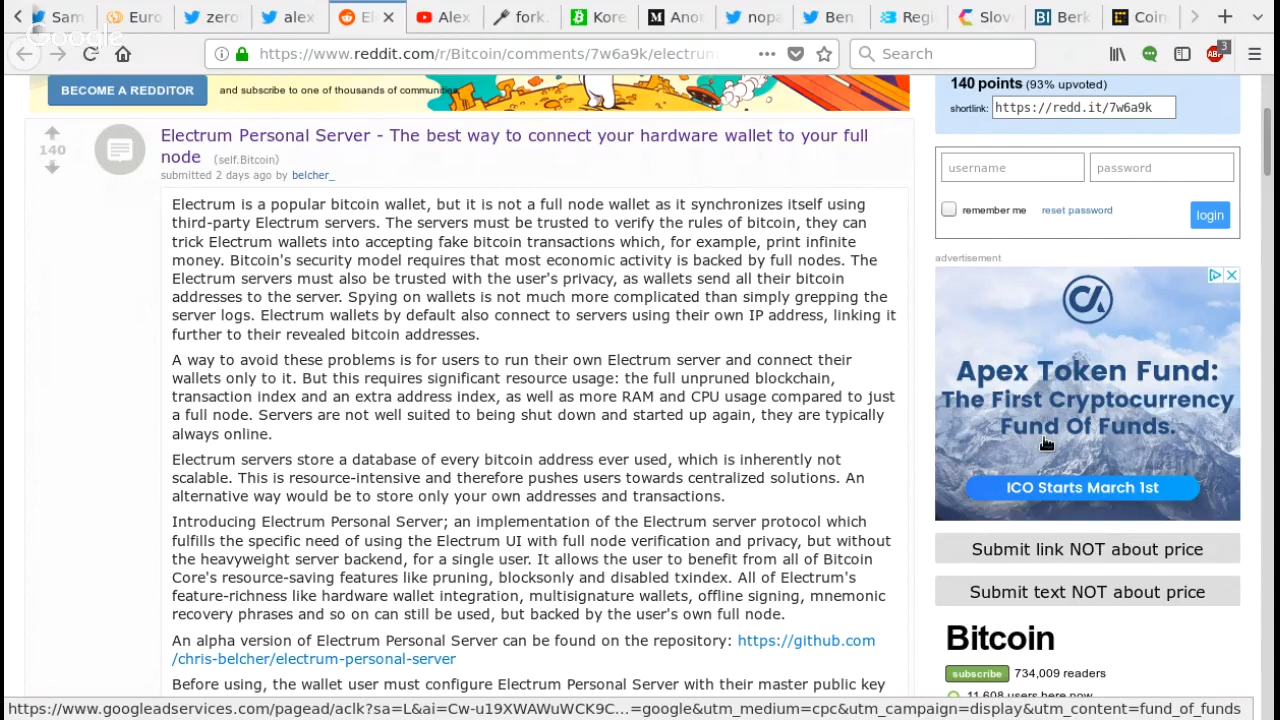 Sam
Euro
zero
alex
El
Ale
fork.
Kore
Anon
nopa
Ben
Regi
Slov
Berk
Coin
Google
https://www.reddit.com/r/Bitcoin/comments/7w6a9k/electrum
Search
3
ABP
BECOME A REDDITOR
and subscribe to one of thousands of communities.
140 points (93% upvoted)
shortlink: https://redd.it/7w6a9k
140
Electrum Personal Server - The best way to connect your hardware wallet to your full
node (self.Bitcoin)
submitted 2 days ago by belcher_
username
password
remember me
reset password
login
Electrum is a popular bitcoin wallet, but it is not a full node wallet as it synchronizes itself using
third-party Electrum servers. The servers must be trusted to verify the rules of bitcoin, they can
trick Electrum wallets into accepting fake bitcoin transactions which, for example, print infinite
money. Bitcoin's security model requires that most economic activity is backed by full nodes. The
Electrum servers must also be trusted with the user's privacy, as wallets send all their bitcoin
addresses to the server. Spying on wallets is not much more complicated than simply grepping the
server logs. Electrum wallets by default also connect to servers using their own IP address, linking it
further to their revealed bitcoin addresses.
A way to avoid these problems is for users to run their own Electrum server and connect their
wallets only to it. But this requires significant resource usage: the full unpruned blockchain,
transaction index and an extra address index, as well as more RAM and CPU usage compared to just
a full node. Servers are not well suited to being shut down and started up again, they are typically
always online.
Electrum servers store a database of every bitcoin address ever used, which is inherently not
scalable. This is resource-intensive and therefore pushes users towards centralized solutions. An
alternative way would be to store only your own addresses and transactions.
Introducing Electrum Personal Server; an implementation of the Electrum server protocol which
fulfills the specific need of using the Electrum UI with full node verification and privacy, but without
the heavyweight server backend, for a single user. It allows the user to benefit from all of Bitcoin
Core's resource-saving features like pruning, blocksonly and disabled txindex. All of Electrum's
feature-richness like hardware wallet integration, multisignature wallets, offline signing, mnemonic
recovery phrases and so on can still be used, but backed by the user's own full node.
An alpha version of Electrum Personal Server can be found on the repository: https://github.com
/chris-belcher/electrum-personal-server
Before using, the wallet user must configure Electrum Personal Server with their master public key
advertisement
Apex Token Fund:
The First Cryptocurrency
Fund Of Funds.
ICO Starts March 1st
Submit link NOT about price
Submit text NOT about price
Bitcoin
subscribe 734,009 readers
11,608 users here now
https://www.googleadservices.com/pagead/aclk?sa=L&ai=Cw-u19XWAWuWCK9C…=google&utm_medium=cpc&utm_campaign=display&utm_content=fund_of_funds